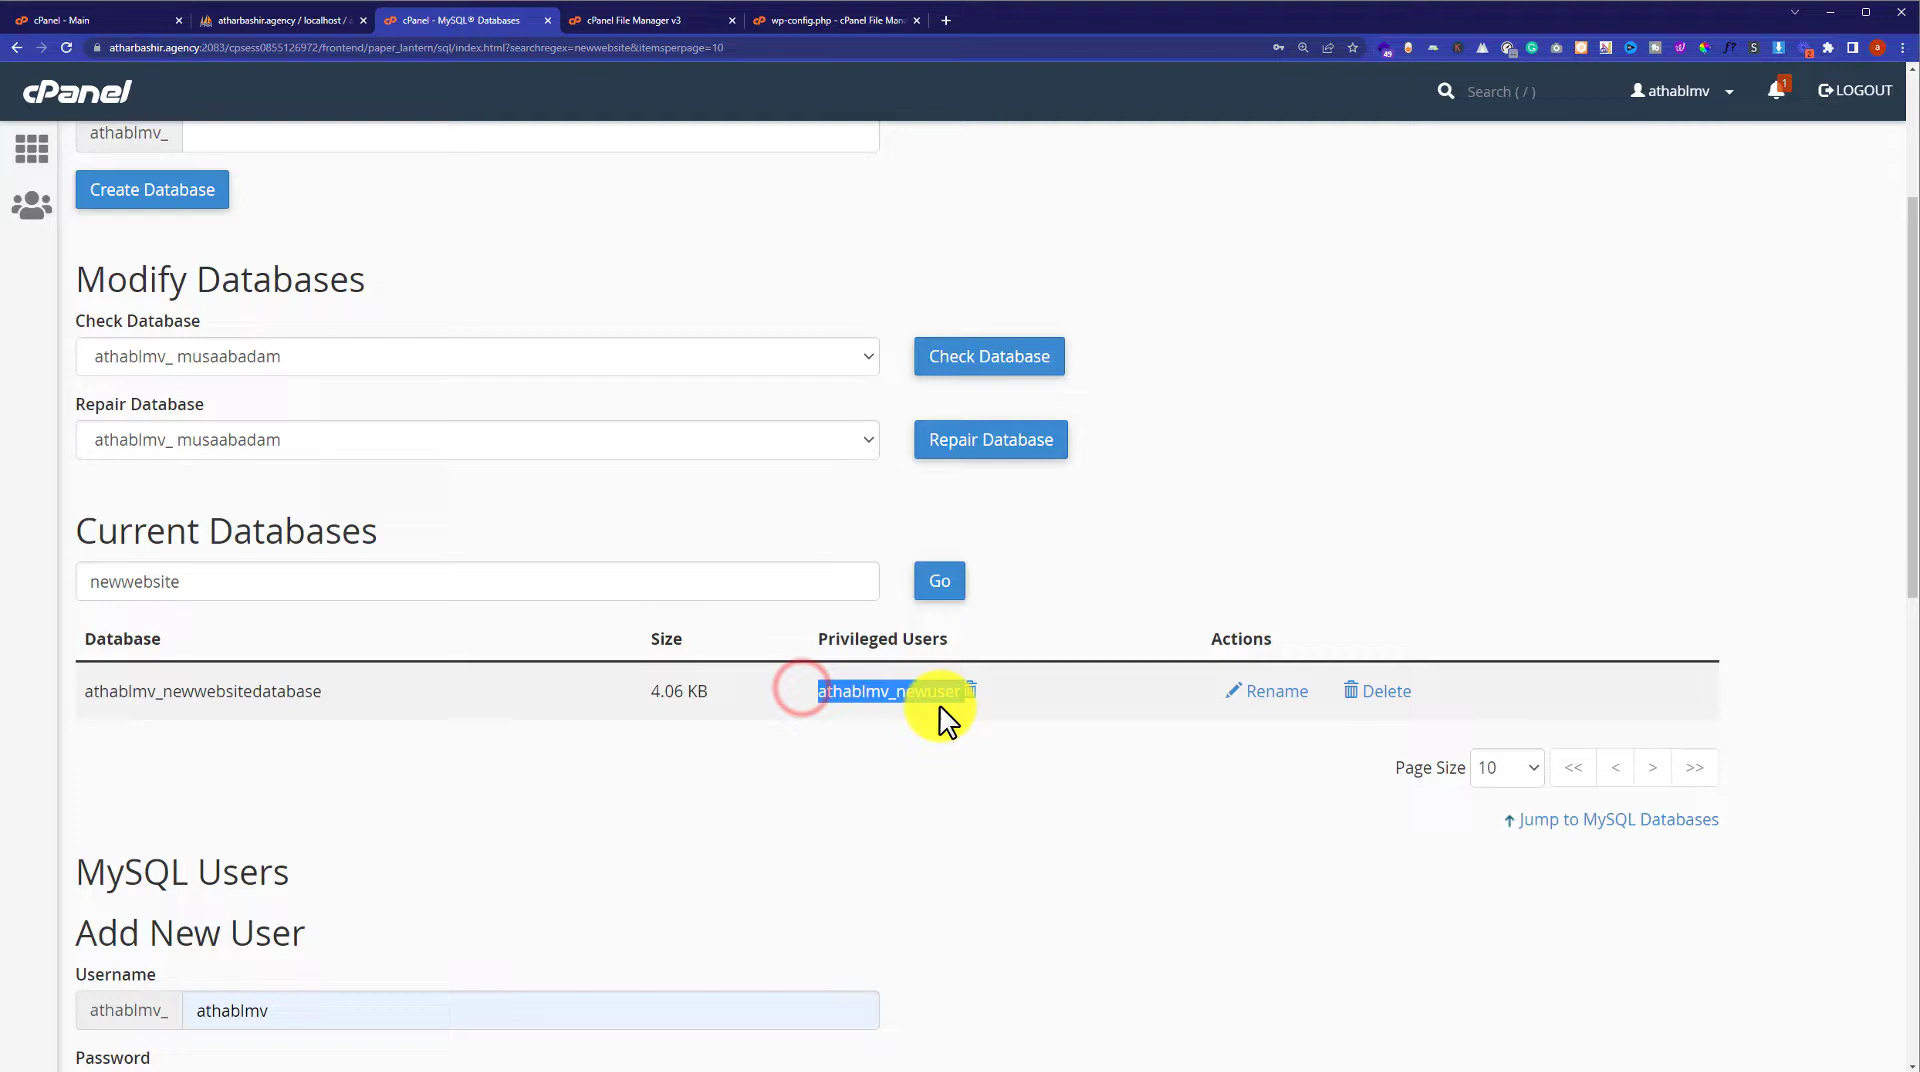 cPanel - Main
atharbashir.agency / localhost / a
cPanel - MySQL® Databases
cPanel File Manager v3
wp-config.php - cPanel File Man
atharbashir.agency:2083/cpsess0855126972/frontend/paper_lantern/sql/index.html?searchregex=newwebsite&itemsperpage=10
cPanel
Search ( / )
athablmv
1
LOGOUT
athablmv_
Create Database
Modify Databases
Check Database
athablmv_ musaabadam
Check Database
Repair Database
athablmv_ musaabadam
Repair Database
Current Databases
newwebsite
Go
Database Size Privileged Users Actions
athablmv_newwebsitedatabase 4.06 KB athablmv_newuser Rename Delete
Page Size 10 << < > >>
Jump to MySQL Databases
MySQL Users
Add New User
Username
athablmv_ athablmv
Password